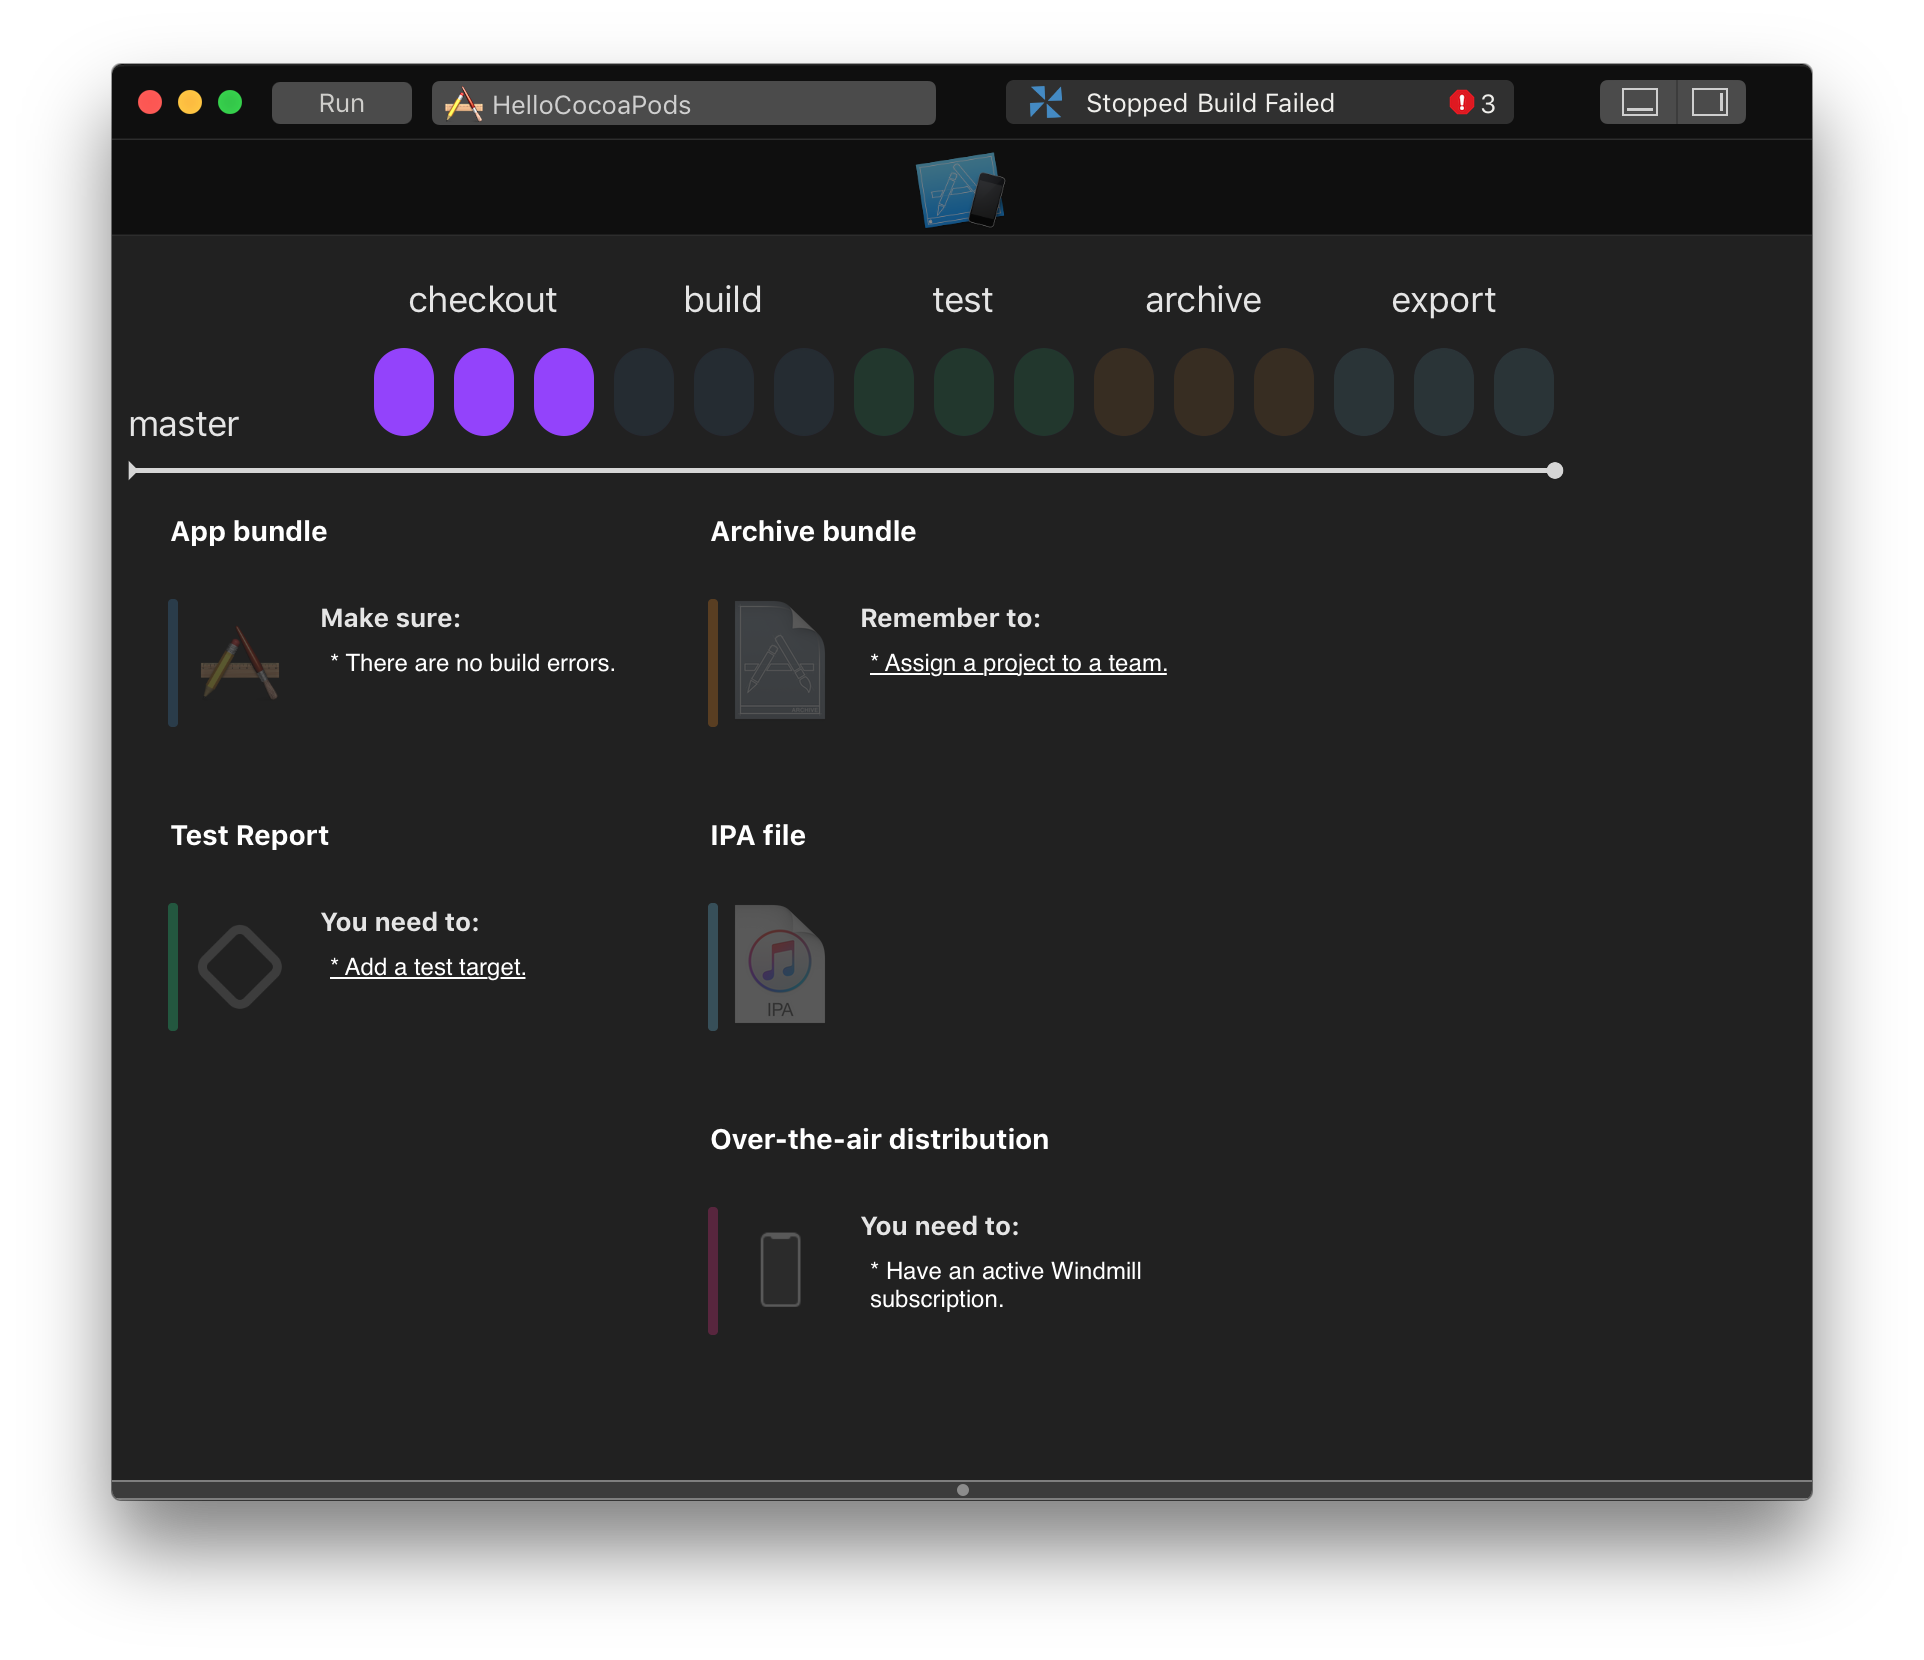 Run
HelloCocoaPods
Stopped Build Failed
3
checkout
build
test
archive
export
master
App bundle
Make sure:
* There are no build errors.
Archive bundle
Remember to:
* Assign a project to a team.
ARCHIVE
Test Report
You need to:
* Add a test target.
IPA file
IPA
Over-the-air distribution
You need to:
* Have an active Windmill
subscription.